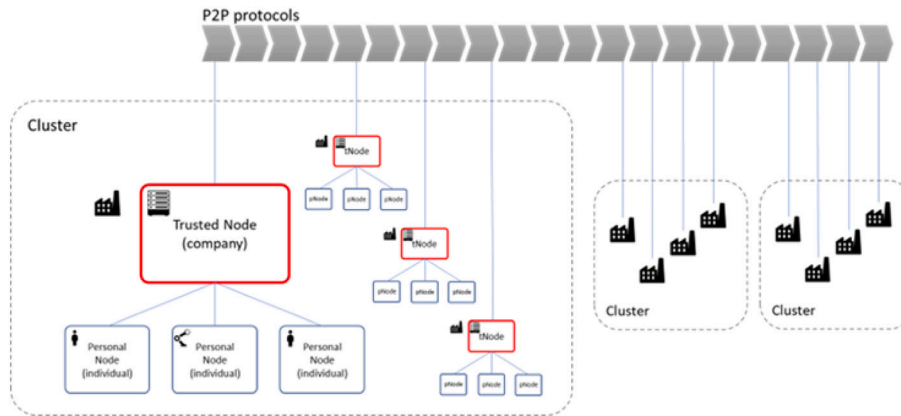 P2P protocols
Cluster
tNode
pNode
pNode
pNode
Trusted Node
(company)
tNode
pNode
pNode
pNode
Personal
Node
(individual)
Personal
Node
(individual)
Personal
Node
(individual)
tNode
pNode
pNode
pNode
Cluster
Cluster